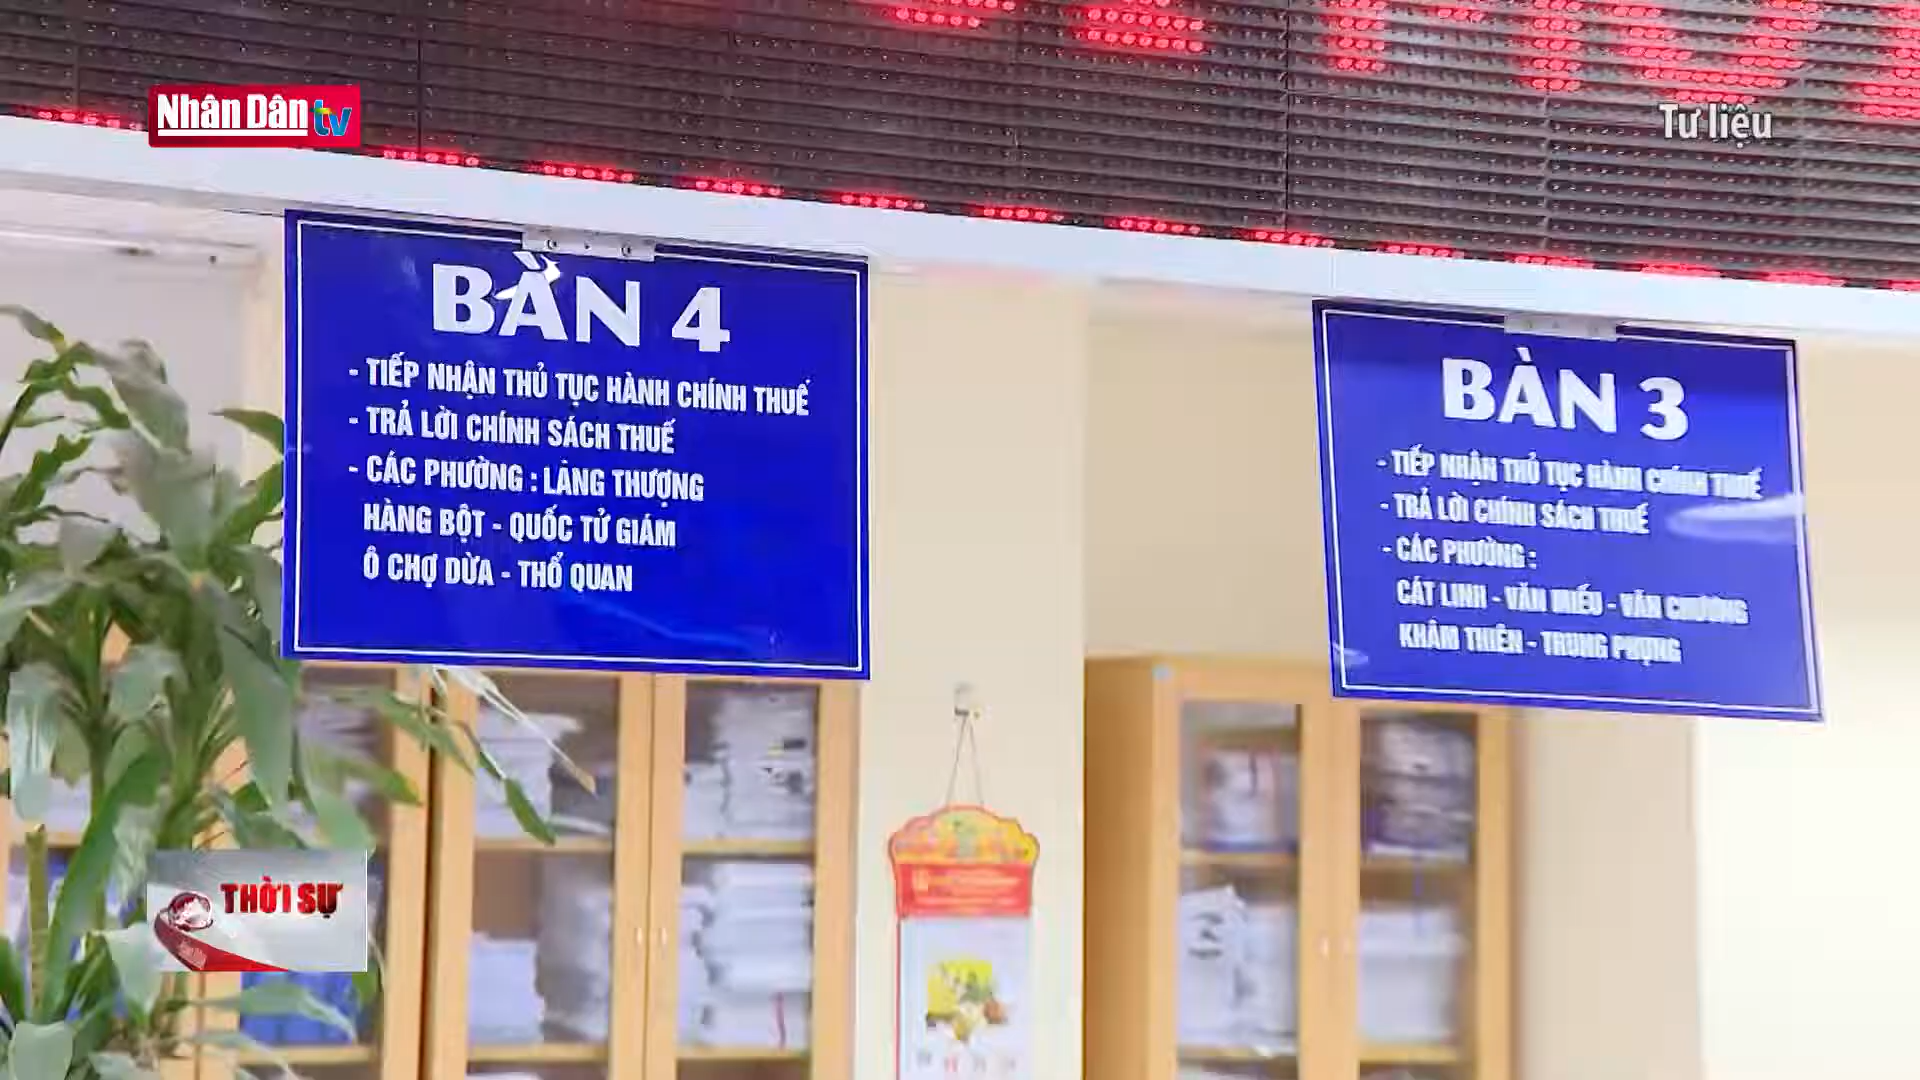 Nhân Dân tv
Tư liệu
BÀN 4
- TIẾP NHẬN THỦ TỤC HÀNH CHÍNH THUẾ
- TRẢ LỜI CHÍNH SÁCH THUẾ
- CÁC PHƯỜNG : LÁNG THƯỢNG
HÀNG BỘT - QUỐC TỬ GIÁM
Ô CHỢ DỪA - THỔ QUAN
BÀN 3
- TIẾP NHẬN THỦ TỤC HÀNH CHÍNH THUẾ
- TRẢ LỜI CHÍNH SÁCH THUẾ
- CÁC PHƯỜNG :
CÁT LINH - VĂN MIẾU - VĂN CHƯƠNG
KHÂM THIÊN - TRUNG PHỤNG
THỜI SỰ